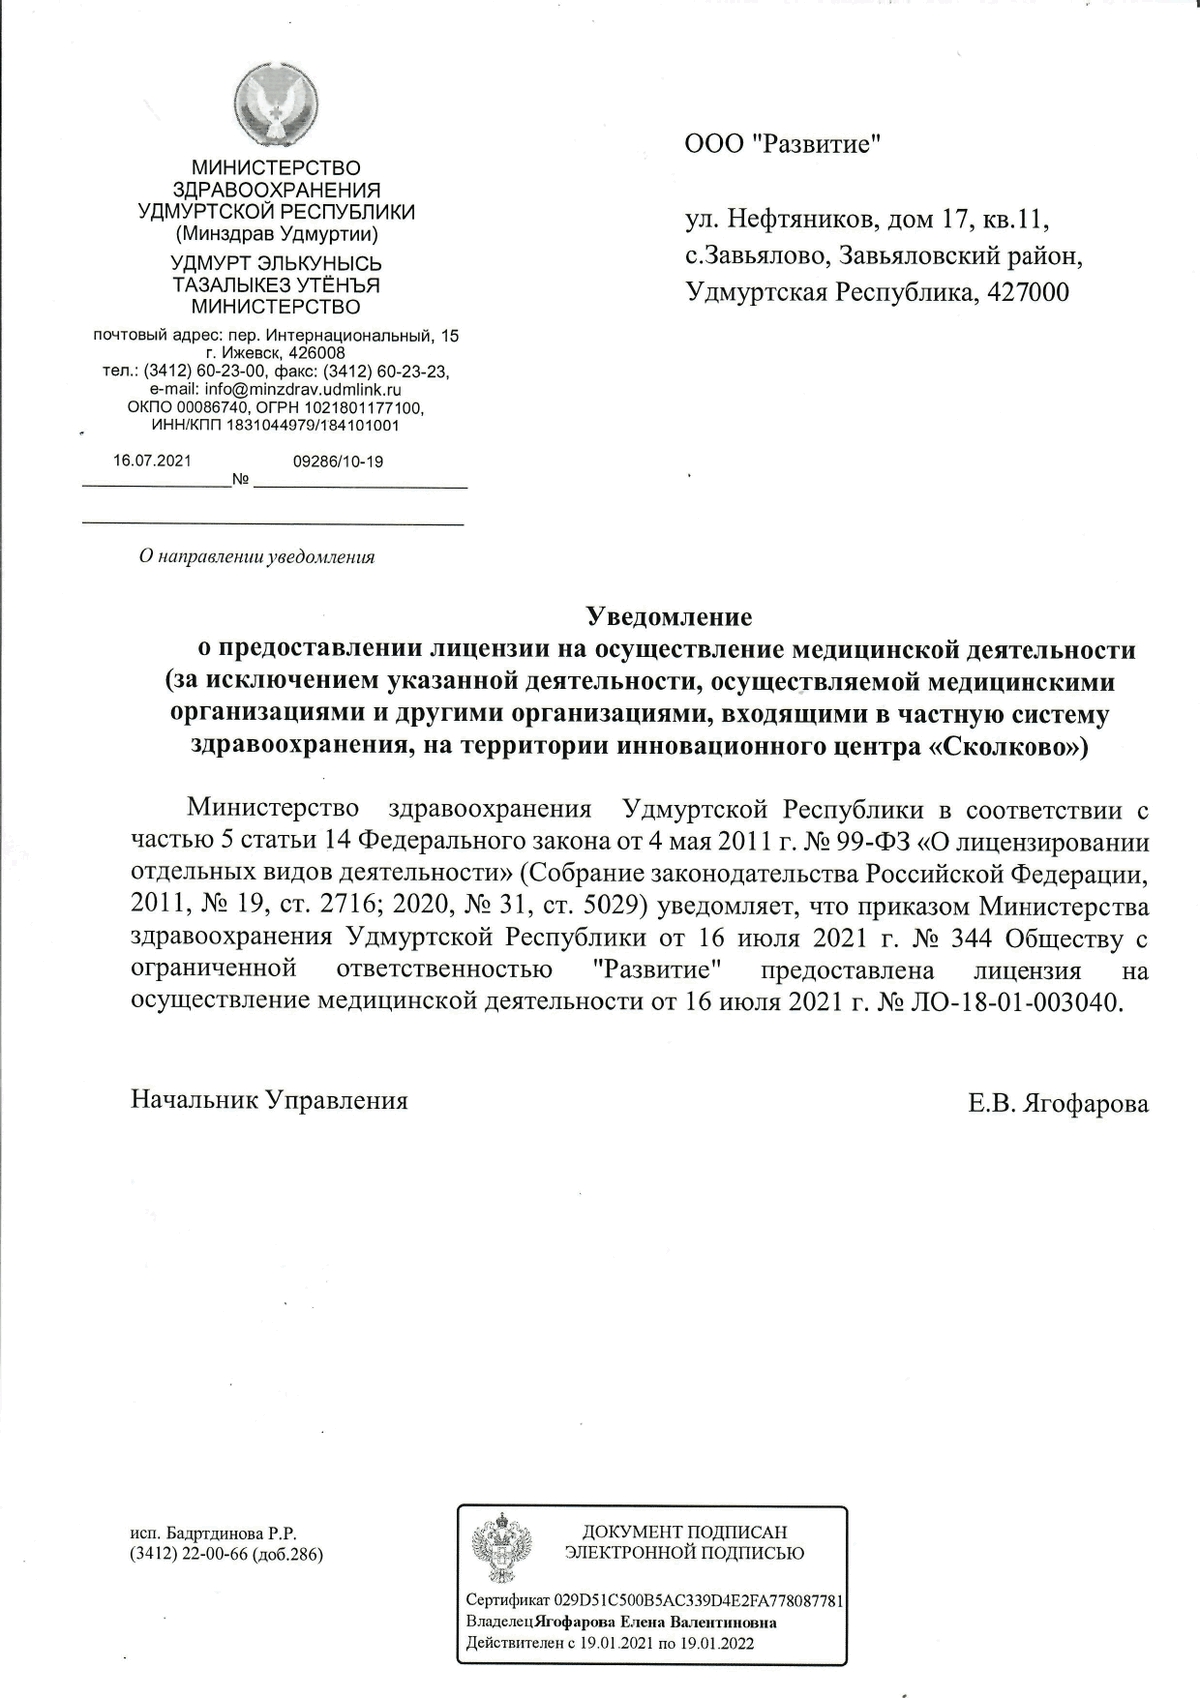 МИНИСТЕРСТВО
ЗДРАВООХРАНЕНИЯ
УДМУРТСКОЙ РЕСПУБЛИКИ
(Минздрав Удмуртии)
УДМУРТ ЭЛЬКУНЫСЬ
ТАЗАЛЫКЕЗ УТЁНЪЯ
МИНИСТЕРСТВО
почтовый адрес: пер. Интернациональный, 15
г. Ижевск, 426008
тел.: (3412) 60-23-00, факс: (3412) 60-23-23,
e-mail: info@minzdrav.udmlink.ru
ОКПО 00086740, ОГРН 1021801177100,
ИНН/КПП 1831044979/184101001
16.07.2021 № 09286/10-19
О направлении уведомления
ООО "Развитие"
ул. Нефтяников, дом 17, кв.11,
с.Завьялово, Завьяловский район,
Удмуртская Республика, 427000
Уведомление
о предоставлении лицензии на осуществление медицинской деятельности
(за исключением указанной деятельности, осуществляемой медицинскими
организациями и другими организациями, входящими в частную систему
здравоохранения, на территории инновационного центра «Сколково»)
Министерство здравоохранения Удмуртской Республики в соответствии с
частью 5 статьи 14 Федерального закона от 4 мая 2011 г. № 99-ФЗ «О лицензировании
отдельных видов деятельности» (Собрание законодательства Российской Федерации,
2011, № 19, ст. 2716; 2020, № 31, ст. 5029) уведомляет, что приказом Министерства
здравоохранения Удмуртской Республики от 16 июля 2021 г. № 344 Обществу с
ограниченной ответственностью "Развитие" предоставлена лицензия на
осуществление медицинской деятельности от 16 июля 2021 г. № ЛО-18-01-003040.
Начальник Управления Е.В. Ягофарова
исп. Бадртдинова Р.Р.
(3412) 22-00-66 (доб.286)
ДОКУМЕНТ ПОДПИСАН
ЭЛЕКТРОННОЙ ПОДПИСЬЮ
Сертификат 029D51C500B5AC339D4E2FA778087781
ВладелецЯгофарова Елена Валентиновна
Действителен с 19.01.2021 по 19.01.2022